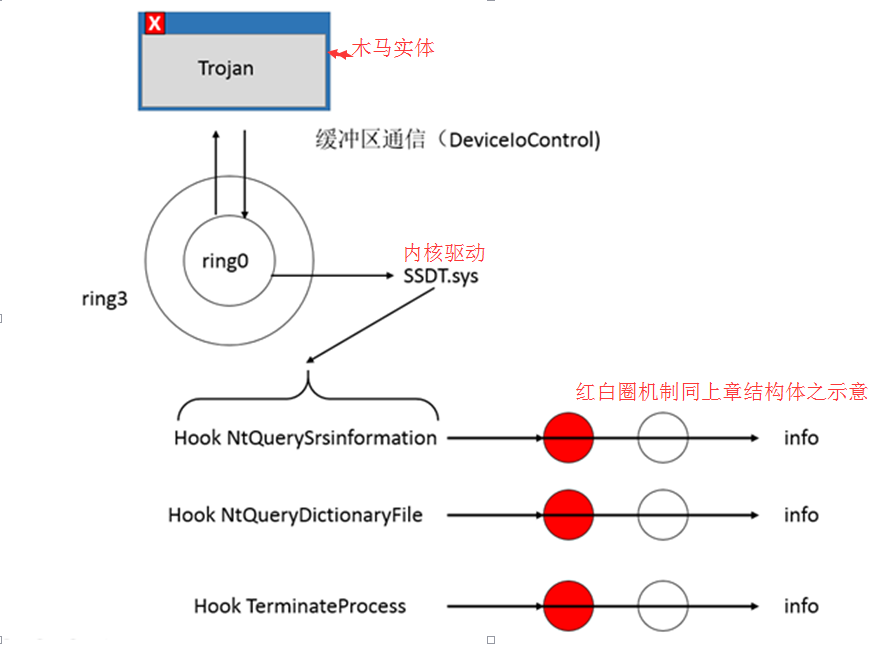 X
Trojan
木马实体
缓冲区通信（DeviceIoControl)
ring0
ring3
内核驱动
SSDT.sys
红白圈机制同上章结构体之示意
Hook NtQuerySrsinformation
info
Hook NtQueryDictionaryFile
info
Hook TerminateProcess
info